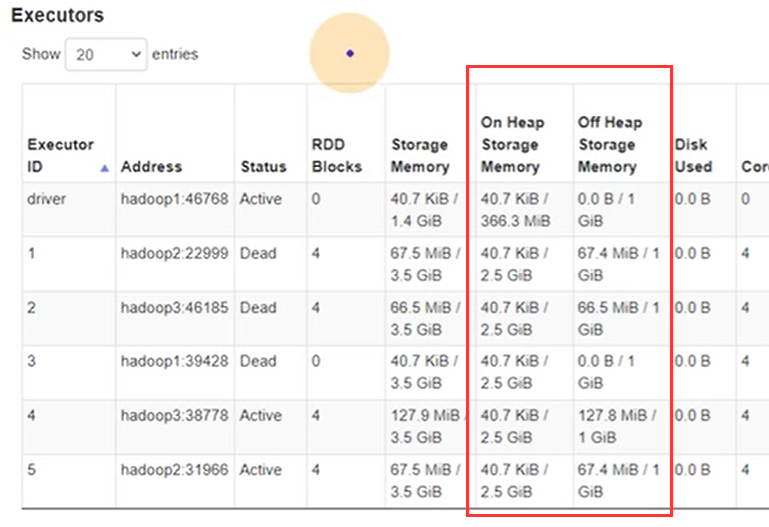 Executors
Show 20 entries
Executor ID Address Status RDD Blocks Storage Memory On Heap Storage Memory Off Heap Storage Memory Disk Used
driver hadoop1:46768 Active 0 40.7 KiB / 1.4 GiB 40.7 KiB / 366.3 MiB 0.0 B / 1 GiB 0.0 B 0
1 hadoop2:22999 Dead 4 67.5 MiB / 3.5 GiB 40.7 KiB / 2.5 GiB 67.4 MiB / 1 GiB 0.0 B 4
2 hadoop3:46185 Dead 4 66.5 MiB / 3.5 GiB 40.7 KiB / 2.5 GiB 66.5 MiB / 1 GiB 0.0 B 4
3 hadoop1:39428 Dead 0 40.7 KiB / 3.5 GiB 40.7 KiB / 2.5 GiB 0.0 B / 1 GiB 0.0 B 4
4 hadoop3:38778 Active 4 127.9 MiB / 3.5 GiB 40.7 KiB / 2.5 GiB 127.8 MiB / 1 GiB 0.0 B 4
5 hadoop2:31966 Active 4 67.5 MiB / 3.5 GiB 40.7 KiB / 2.5 GiB 67.4 MiB / 1 GiB 0.0 B 4